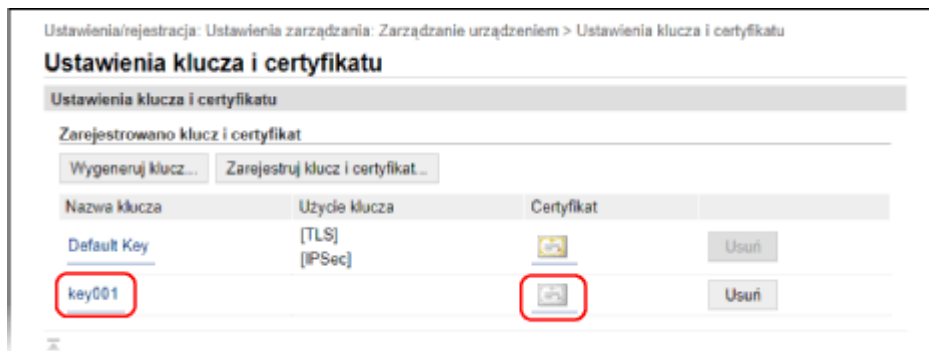 Ustawienia/rejestracja: Ustawienia zarządzania: Zarządzanie urządzeniem > Ustawienia klucza i certyfikatu
Ustawienia klucza i certyfikatu
Ustawienia klucza i certyfikatu
Zarejestrowano klucz i certyfikat
Wygeneruj klucz... Zarejestruj klucz i certyfikat...
Nazwa klucza Użycie klucza Certyfikat
Default Key [TLS] Usuń
[IPSec]
key001 Usuń